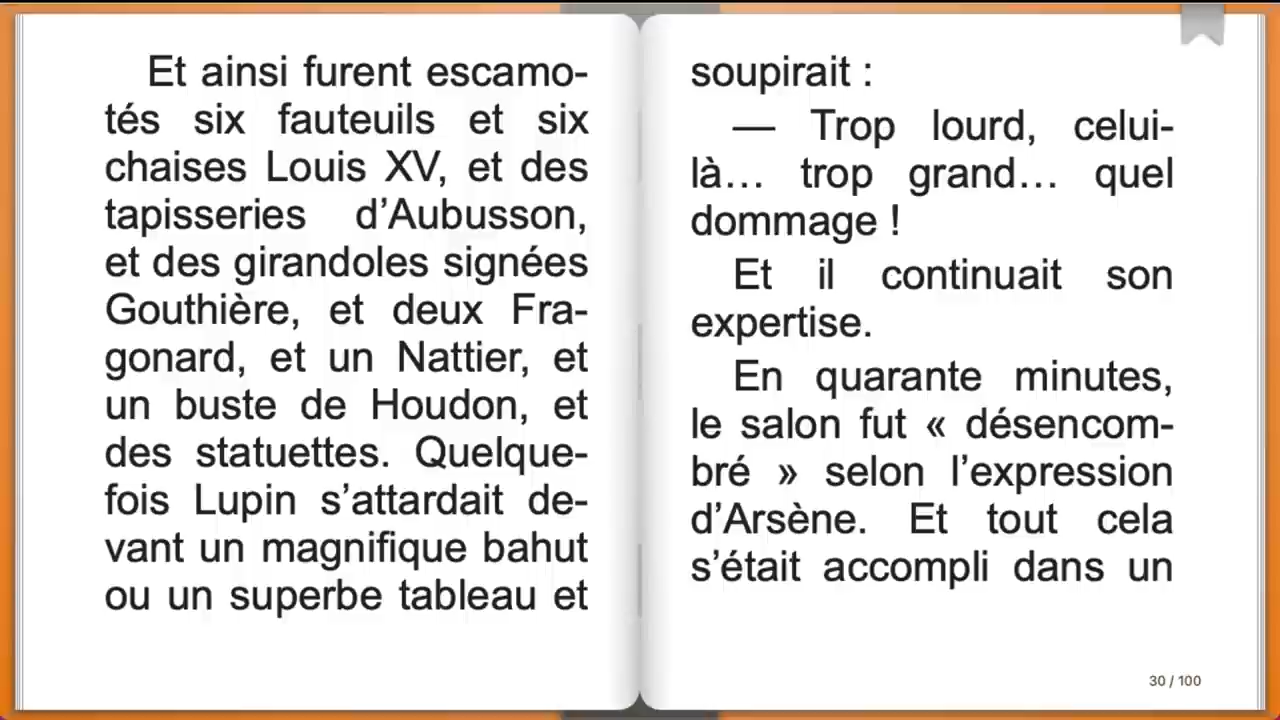 Et ainsi furent escamo-
tés six fauteuils et six
chaises Louis XV, et des
tapisseries d’Aubusson,
et des girandoles signées
Gouthière, et deux Fra-
gonard, et un Nattier, et
un buste de Houdon, et
des statuettes. Quelque-
fois Lupin s’attardait de-
vant un magnifique bahut
ou un superbe tableau et
soupirait :
— Trop lourd, celui-
là… trop grand… quel
dommage !
Et il continuait son
expertise.
En quarante minutes,
le salon fut « désencom-
bré » selon l’expression
d’Arsène. Et tout cela
s’était accompli dans un
30 / 100